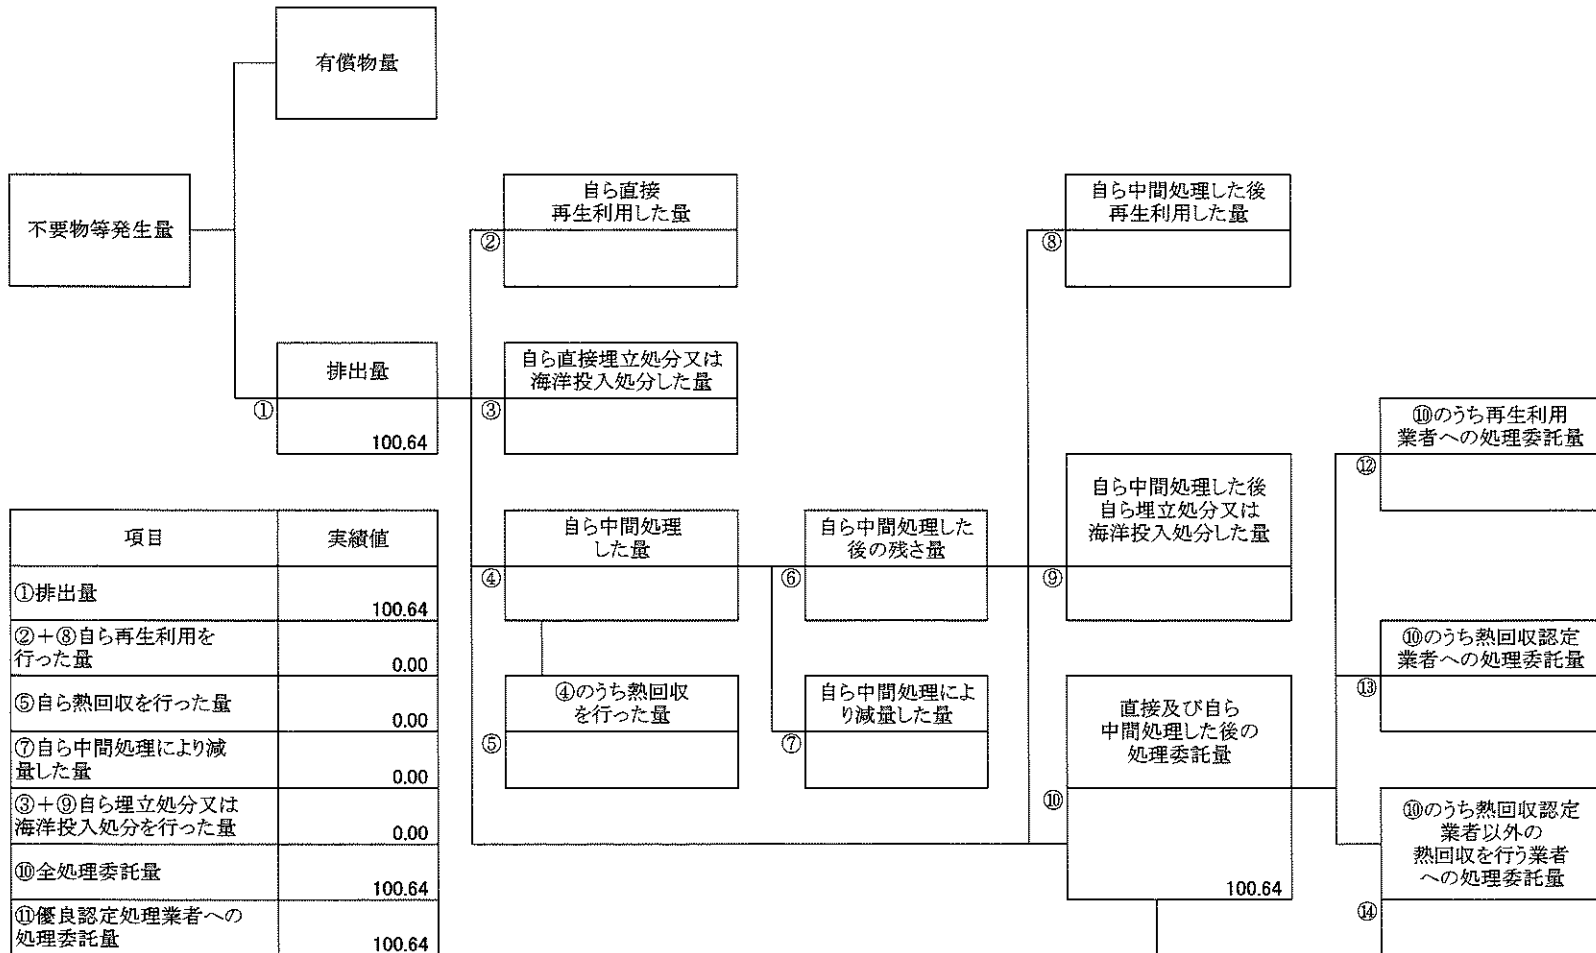 有償物量
不要物等発生量
自ら直接
再生利用した量
②
自ら中間処理した後
再生利用した量
⑧
排出量
①
100.64
自ら直接埋立処分又は
海洋投入処分した量
③
⑩のうち再生利用
業者への処理委託量
⑫
自ら中間処理
した量
④
自ら中間処理した
後の残さ量
⑥
自ら中間処理した後
自ら埋立処分又は
海洋投入処分した量
⑨
④のうち熱回収
を行った量
⑤
自ら中間処理によ
り減量した量
⑦
直接及び自ら
中間処理した後の
処理委託量
⑩
100.64
⑩のうち熱回収認定
業者への処理委託量
⑬
⑩のうち熱回収認定
業者以外の
熱回収を行う業者
への処理委託量
⑭
項目 実績値
①排出量 100.64
②+⑧自ら再生利用を
行った量 0.00
⑤自ら熱回収を行った量 0.00
⑦自ら中間処理により減
量した量 0.00
③+⑨自ら埋立処分又は
海洋投入処分を行った量 0.00
⑩全処理委託量 100.64
⑪優良認定処理業者への
処理委託量 100.64